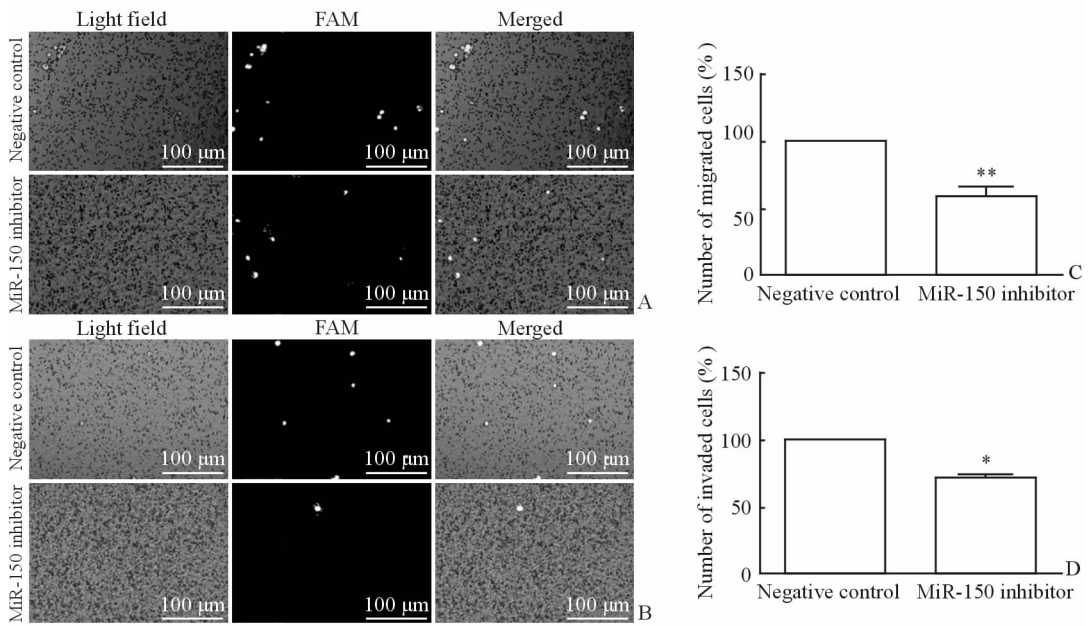 Light field FAM Merged
Negative control
100 µm 100 µm 100 µm
MiR-150 inhibitor
100 µm 100 µm 100 µm
A
Light field FAM Merged
Negative control
100 µm 100 µm 100 µm
MiR-150 inhibitor
100 µm 100 µm 100 µm
B
Number of migrated cells (%)
150
100
50
0
**
Negative control MiR-150 inhibitor
C
Number of invaded cells (%)
150
100
50
0
*
Negative control MiR-150 inhibitor
D